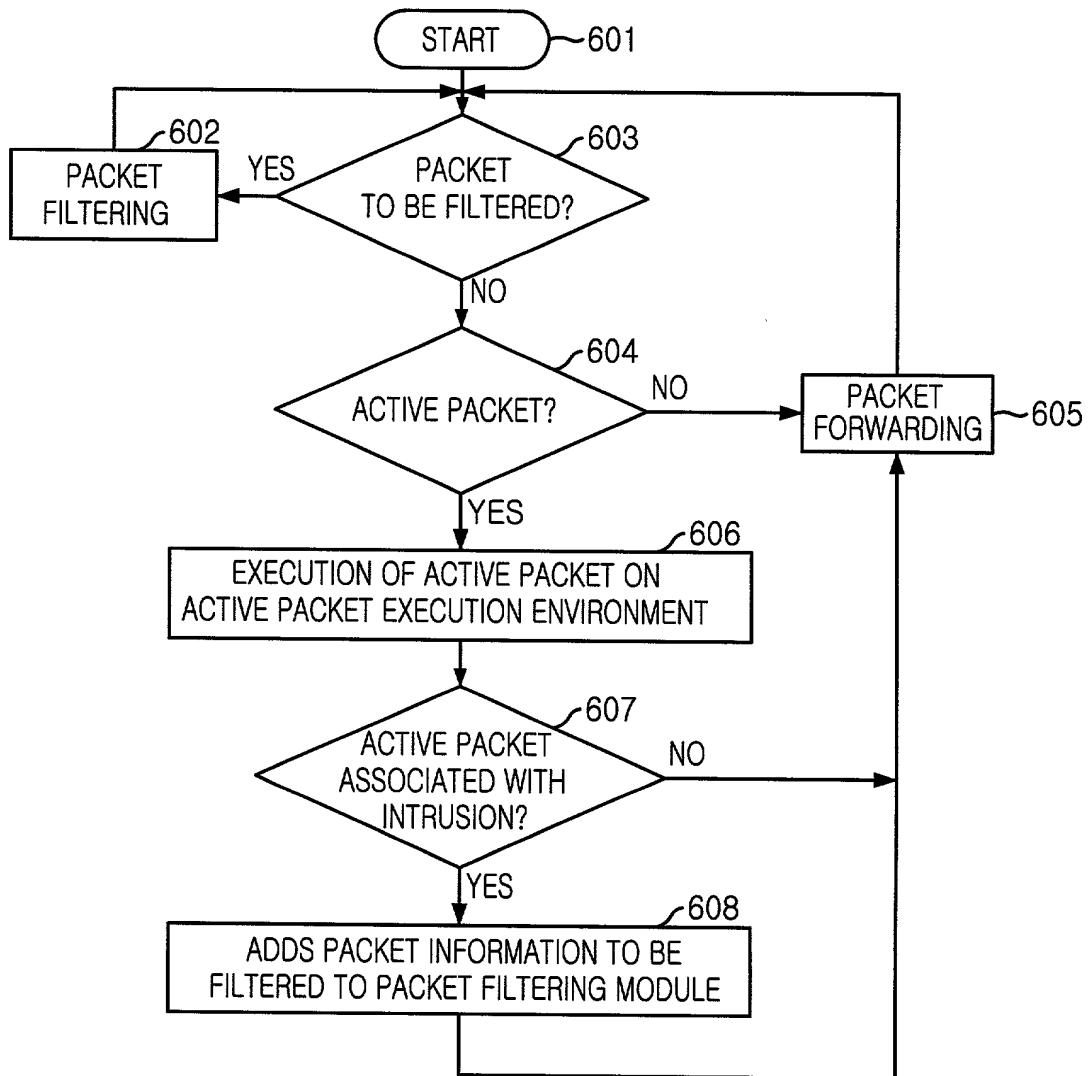 START
601
602
603
PACKET
FILTERING
YES
PACKET
TO BE FILTERED?
NO
604
ACTIVE PACKET?
NO
PACKET
FORWARDING
605
YES
606
EXECUTION OF ACTIVE PACKET ON
ACTIVE PACKET EXECUTION ENVIRONMENT
607
ACTIVE PACKET
ASSOCIATED WITH
INTRUSION?
NO
YES
608
ADDS PACKET INFORMATION TO BE
FILTERED TO PACKET FILTERING MODULE